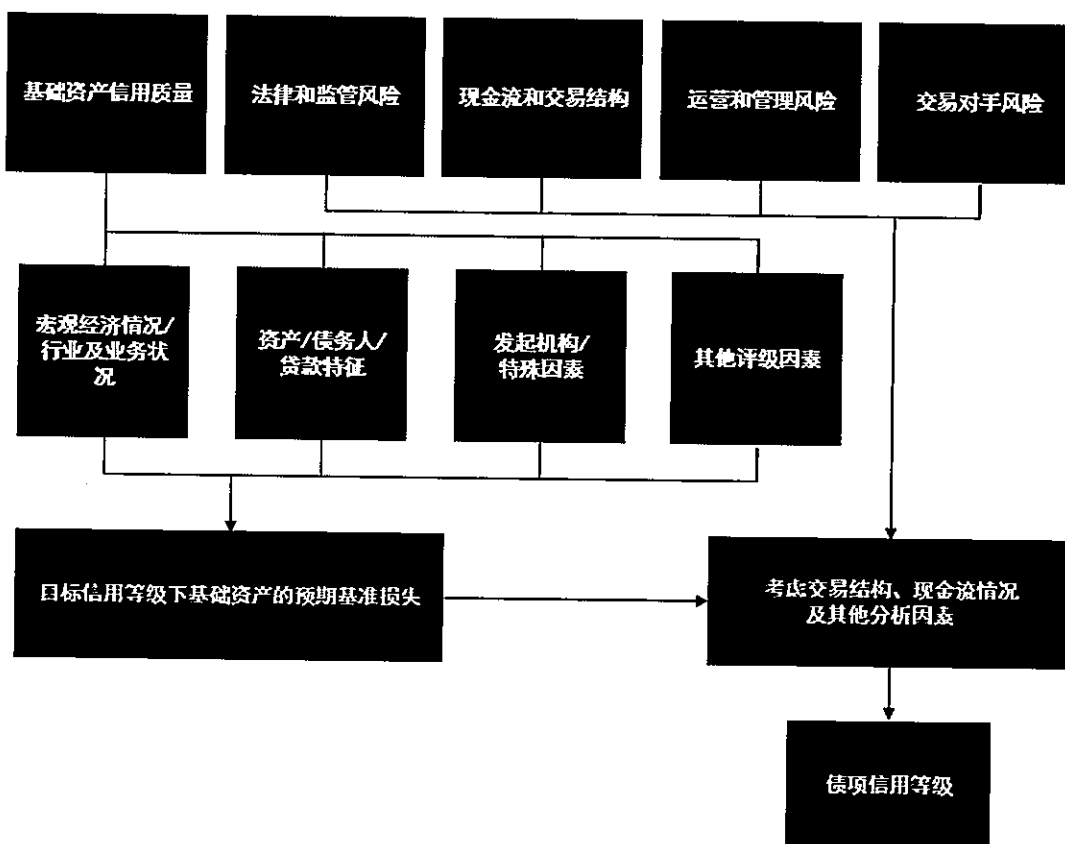 基础资产信用质量
法律和监管风险
现金流和交易结构
运营和管理风险
交易对手风险
宏观经济情况/
行业及业务状
况
资产/债务人/
贷款特征
发起机构/
特殊因素
其他评级因素
目标信用等级下基础资产的预期基准损失
考虑交易结构、现金流情况
及其他分析因素
债项信用等级